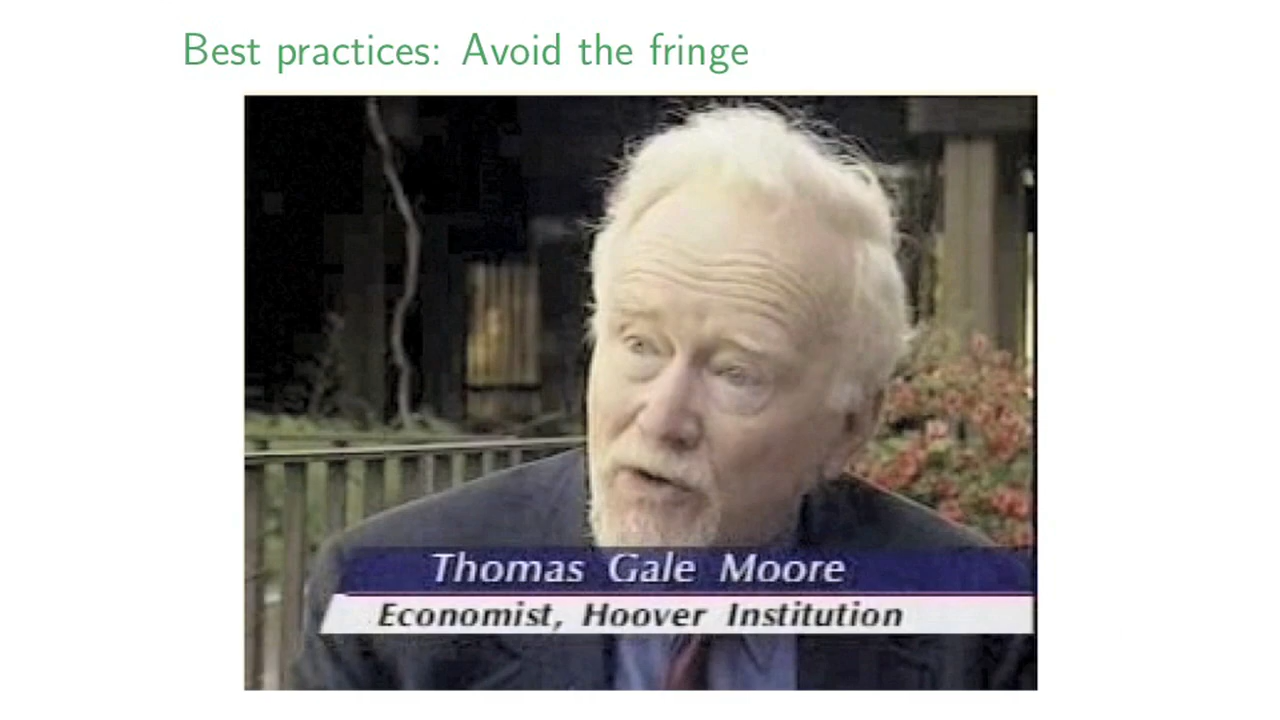 Best practices: Avoid the fringe
Thomas Gale Moore
Economist, Hoover Institution